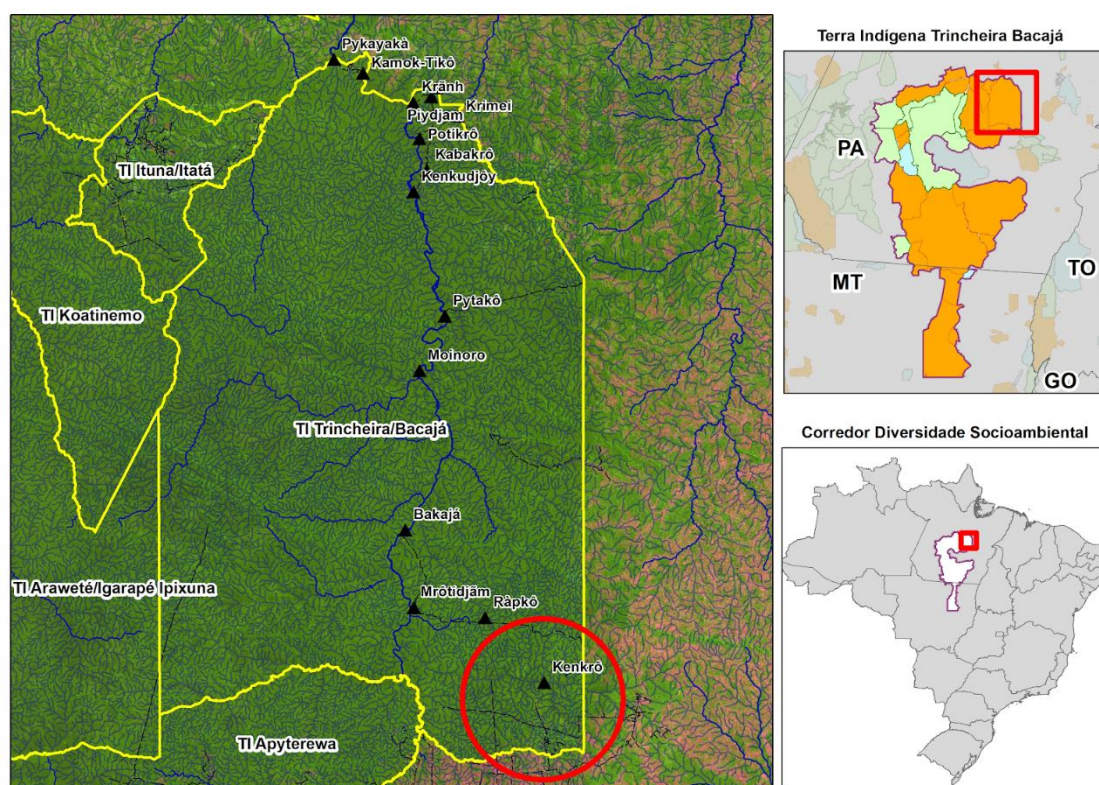 Pykayakà
Kamok-Tikô
Krãnh
Krimei
Piydjam
Potikrô
Kabakrô
Kenkudjôy
TI Ituna/Itatá
TI Koatinemo
Pytakô
Moinoro
TI Trincheira/Bacajá
Bakajá
TI Araweté/Igarapé Ipixuna
Mrôtidjãm
Ràpkô
Kenkrô
TI Apyterewa
Terra Indígena Trincheira Bacajá
PA
MT
TO
GO
Corredor Diversidade Socioambiental